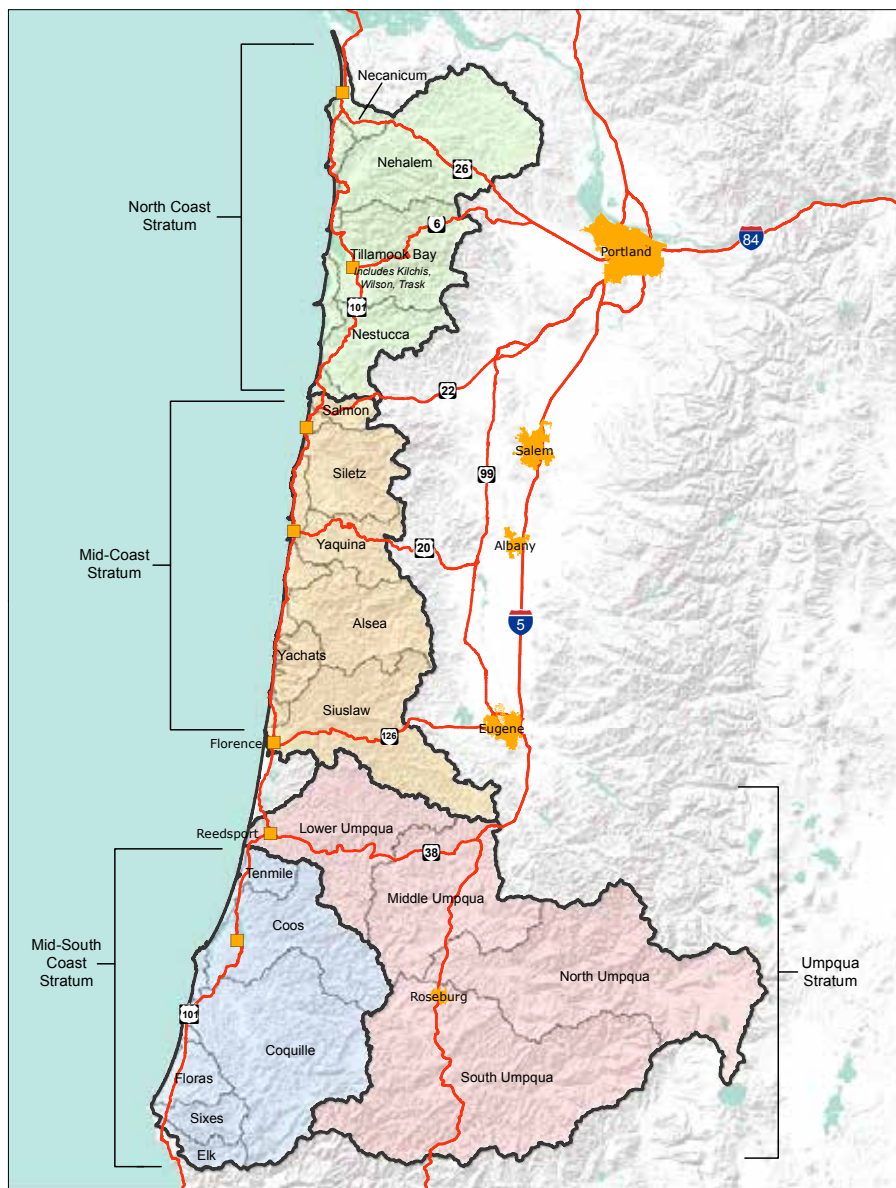 Necanicum
Nehalem
26
North Coast
Stratum
6
Portland
84
Tillamook Bay
Includes Kilchis,
Wilson, Trask
101
Nestucca
22
Salmon
Salem
Siletz
99
Mid-Coast
Stratum
Yaquina
20
Albany
Alsea
5
Yachats
Siuslaw
Florence
126
Eugene
Reedsport
Lower Umpqua
38
Tenmile
Middle Umpqua
Coos
Mid-South
Coast
Stratum
North Umpqua
Umpqua
Stratum
Roseburg
101
Coquille
Floras
South Umpqua
Sixes
Elk